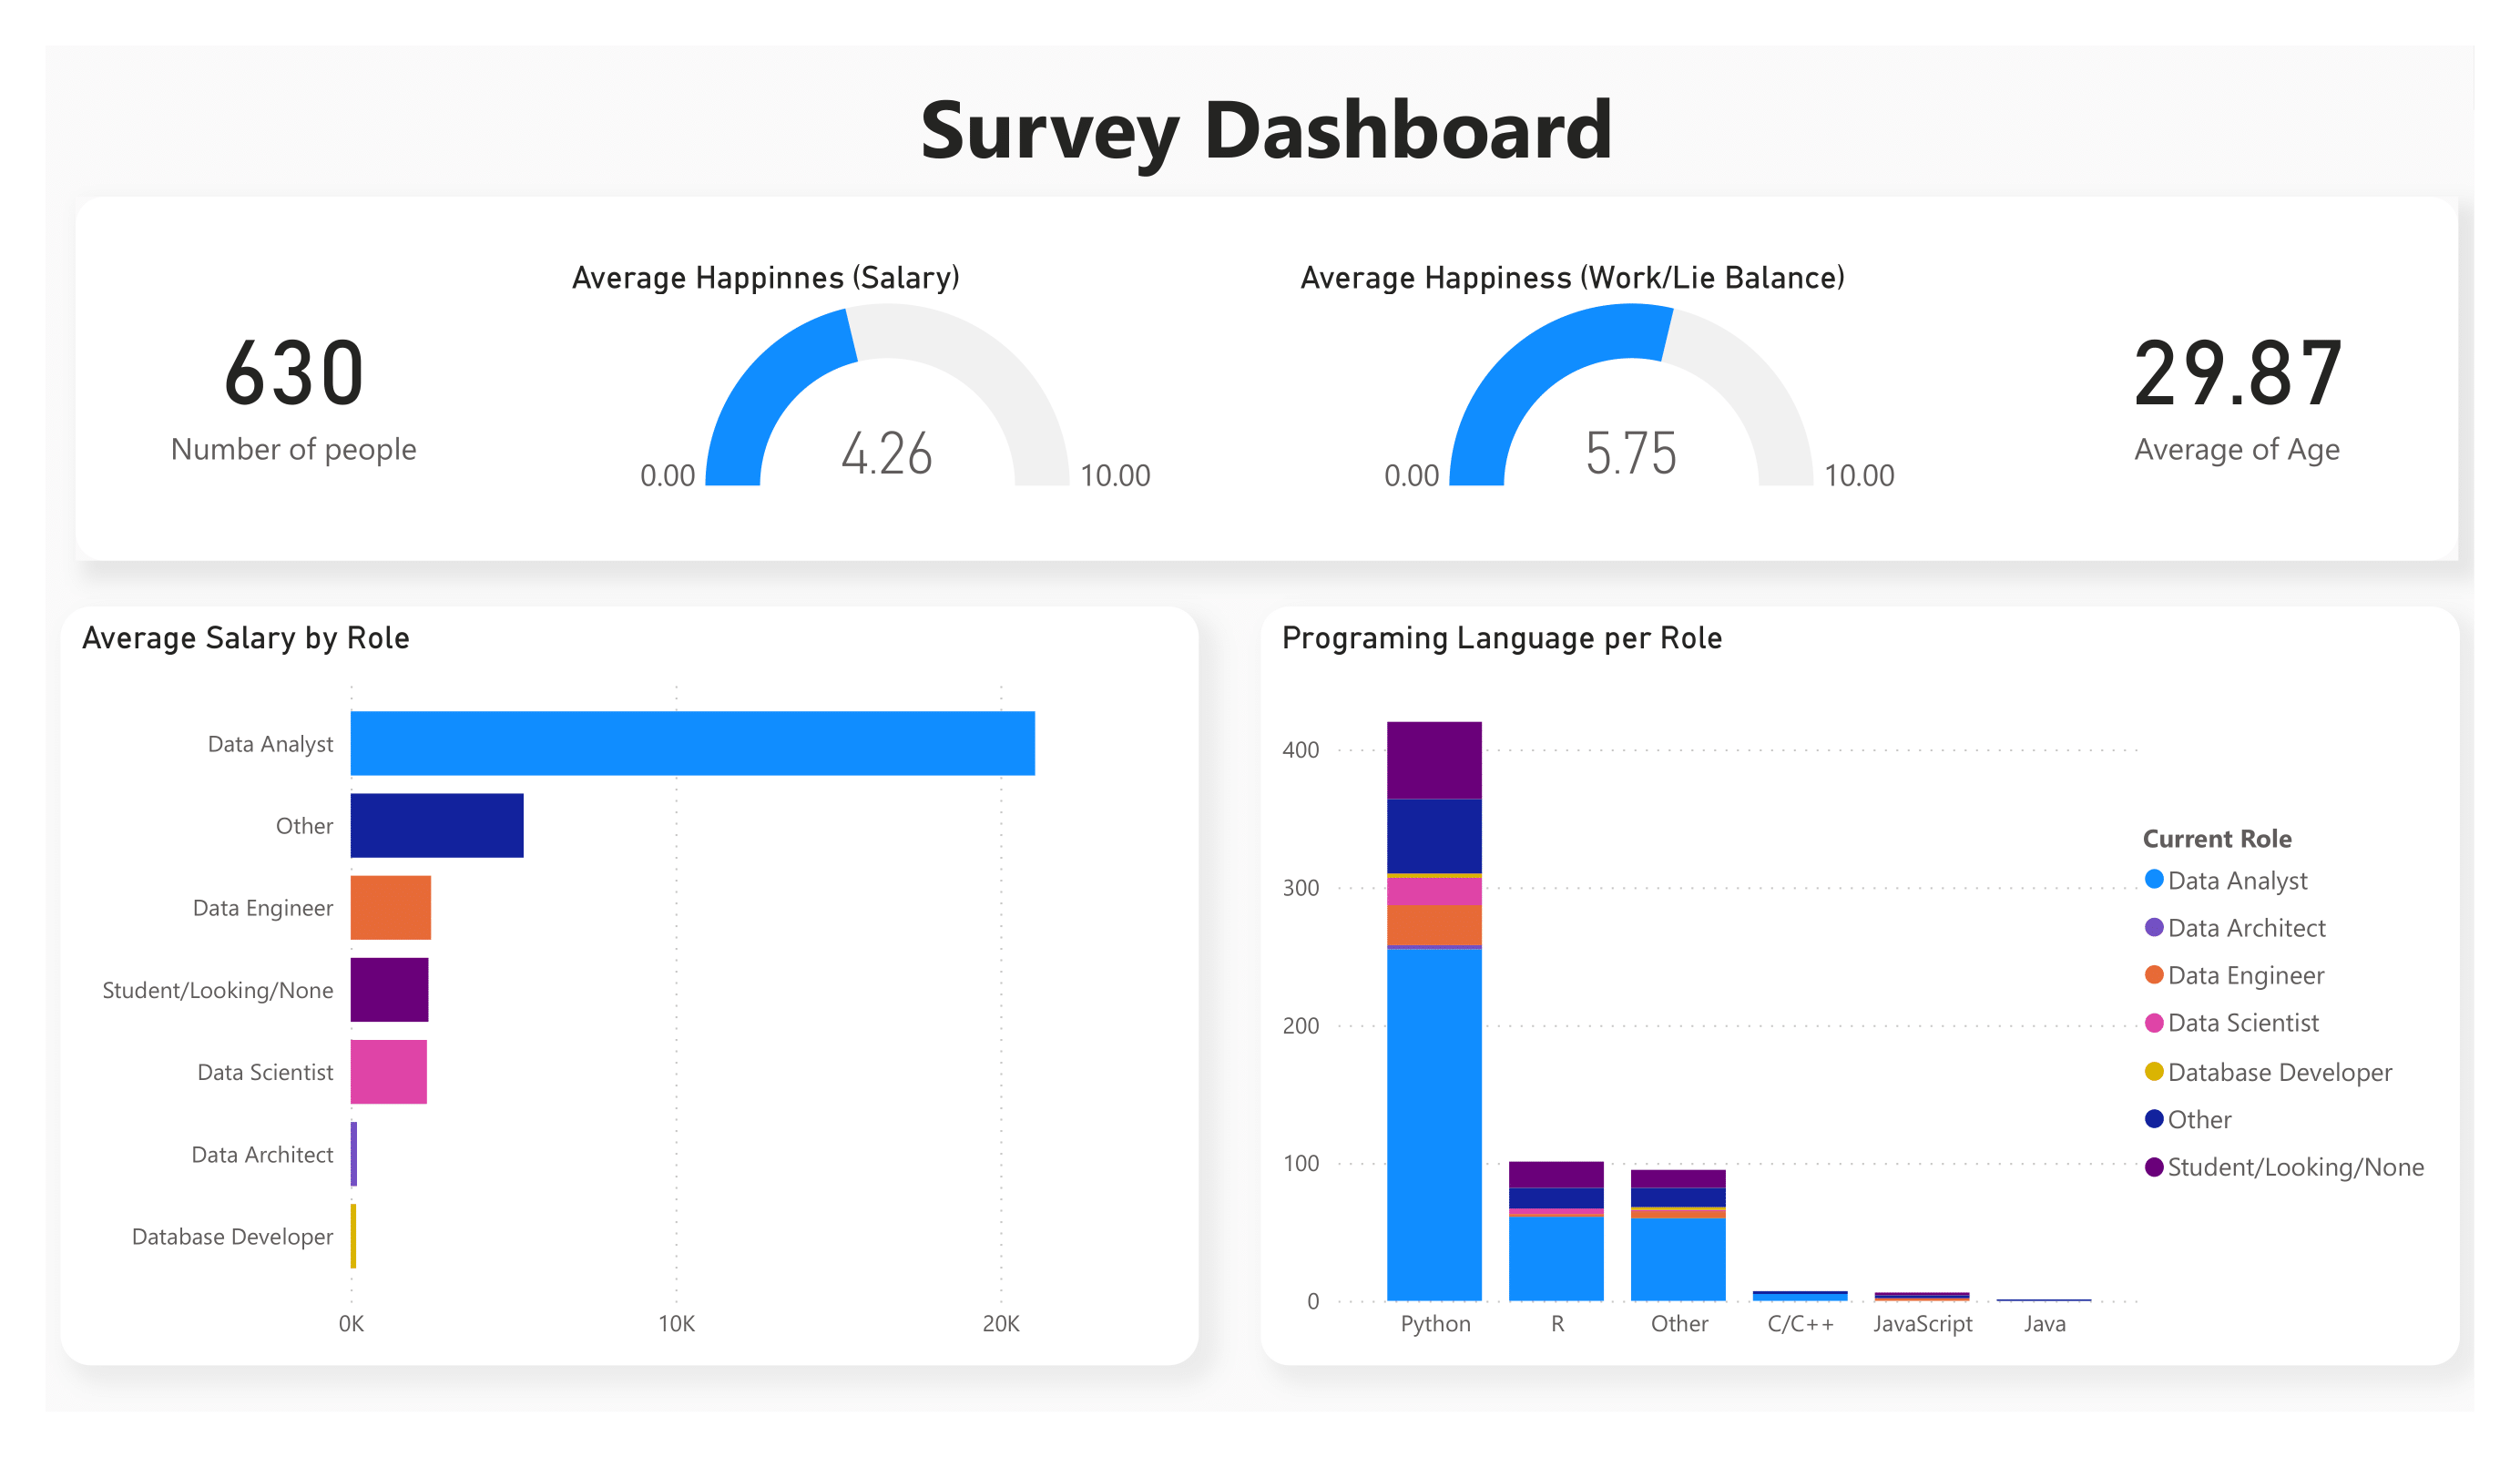 Survey Dashboard
Average Happinnes (Salary)
Average Happiness (Work/Lie Balance)
630
Number of people
0.00
4.26
10.00
0.00
5.75
10.00
29.87
Average of Age
Average Salary by Role
Data Analyst
Other
Data Engineer
Student/Looking/None
Data Scientist
Data Architect
Database Developer
0K
10K
20K
Programing Language per Role
400
300
200
100
0
Python
R
Other
C/C++
JavaScript
Java
Current Role
Data Analyst
Data Architect
Data Engineer
Data Scientist
Database Developer
Other
Student/Looking/None